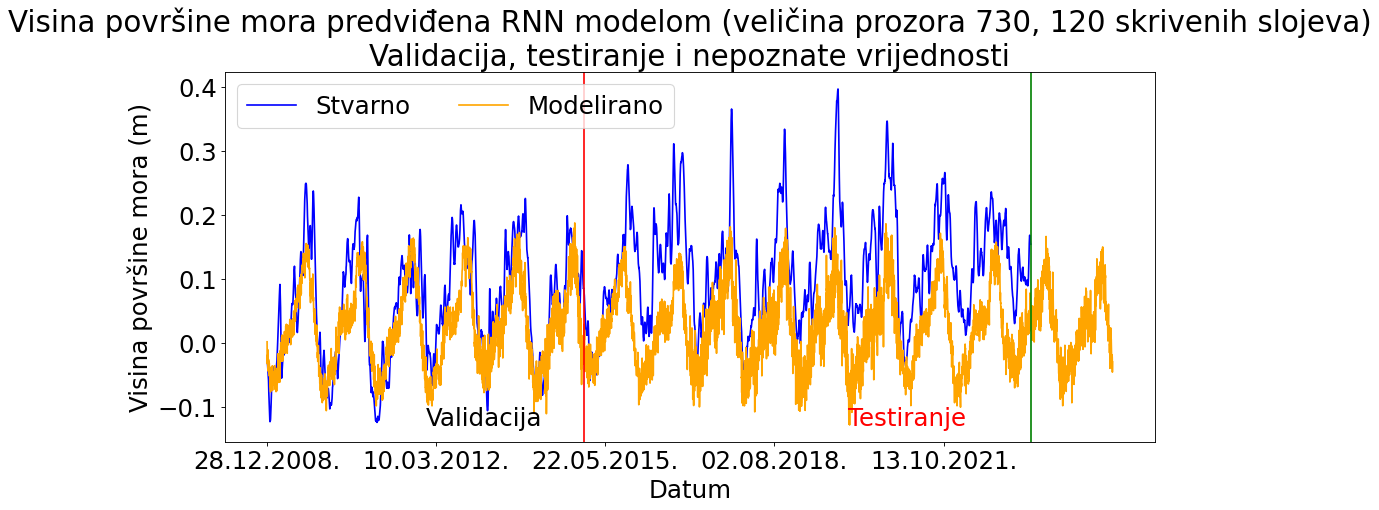 Visina površine mora predviđena RNN modelom (veličina prozora 730, 120 skrivenih slojeva)
Validacija, testiranje i nepoznate vrijednosti
Stvarno
Modelirano
Visina površine mora (m)
0.4
0.3
0.2
0.1
0.0
−0.1
Validacija
Testiranje
28.12.2008.
10.03.2012.
22.05.2015.
02.08.2018.
13.10.2021.
Datum